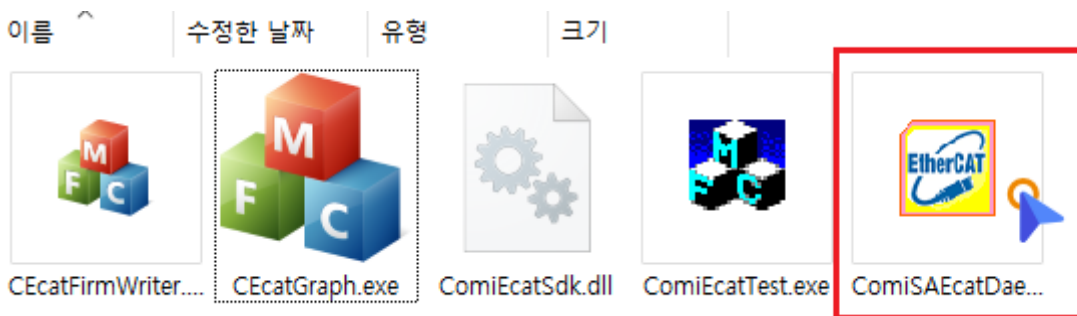 이름 수정한 날짜 유형 크기
M F C
M F C
M F C
EtherCAT
CEcatFirmWriter.... CEcatGraph.exe ComiEcatSdk.dll ComiEcatTest.exe ComiSAEcatDae...